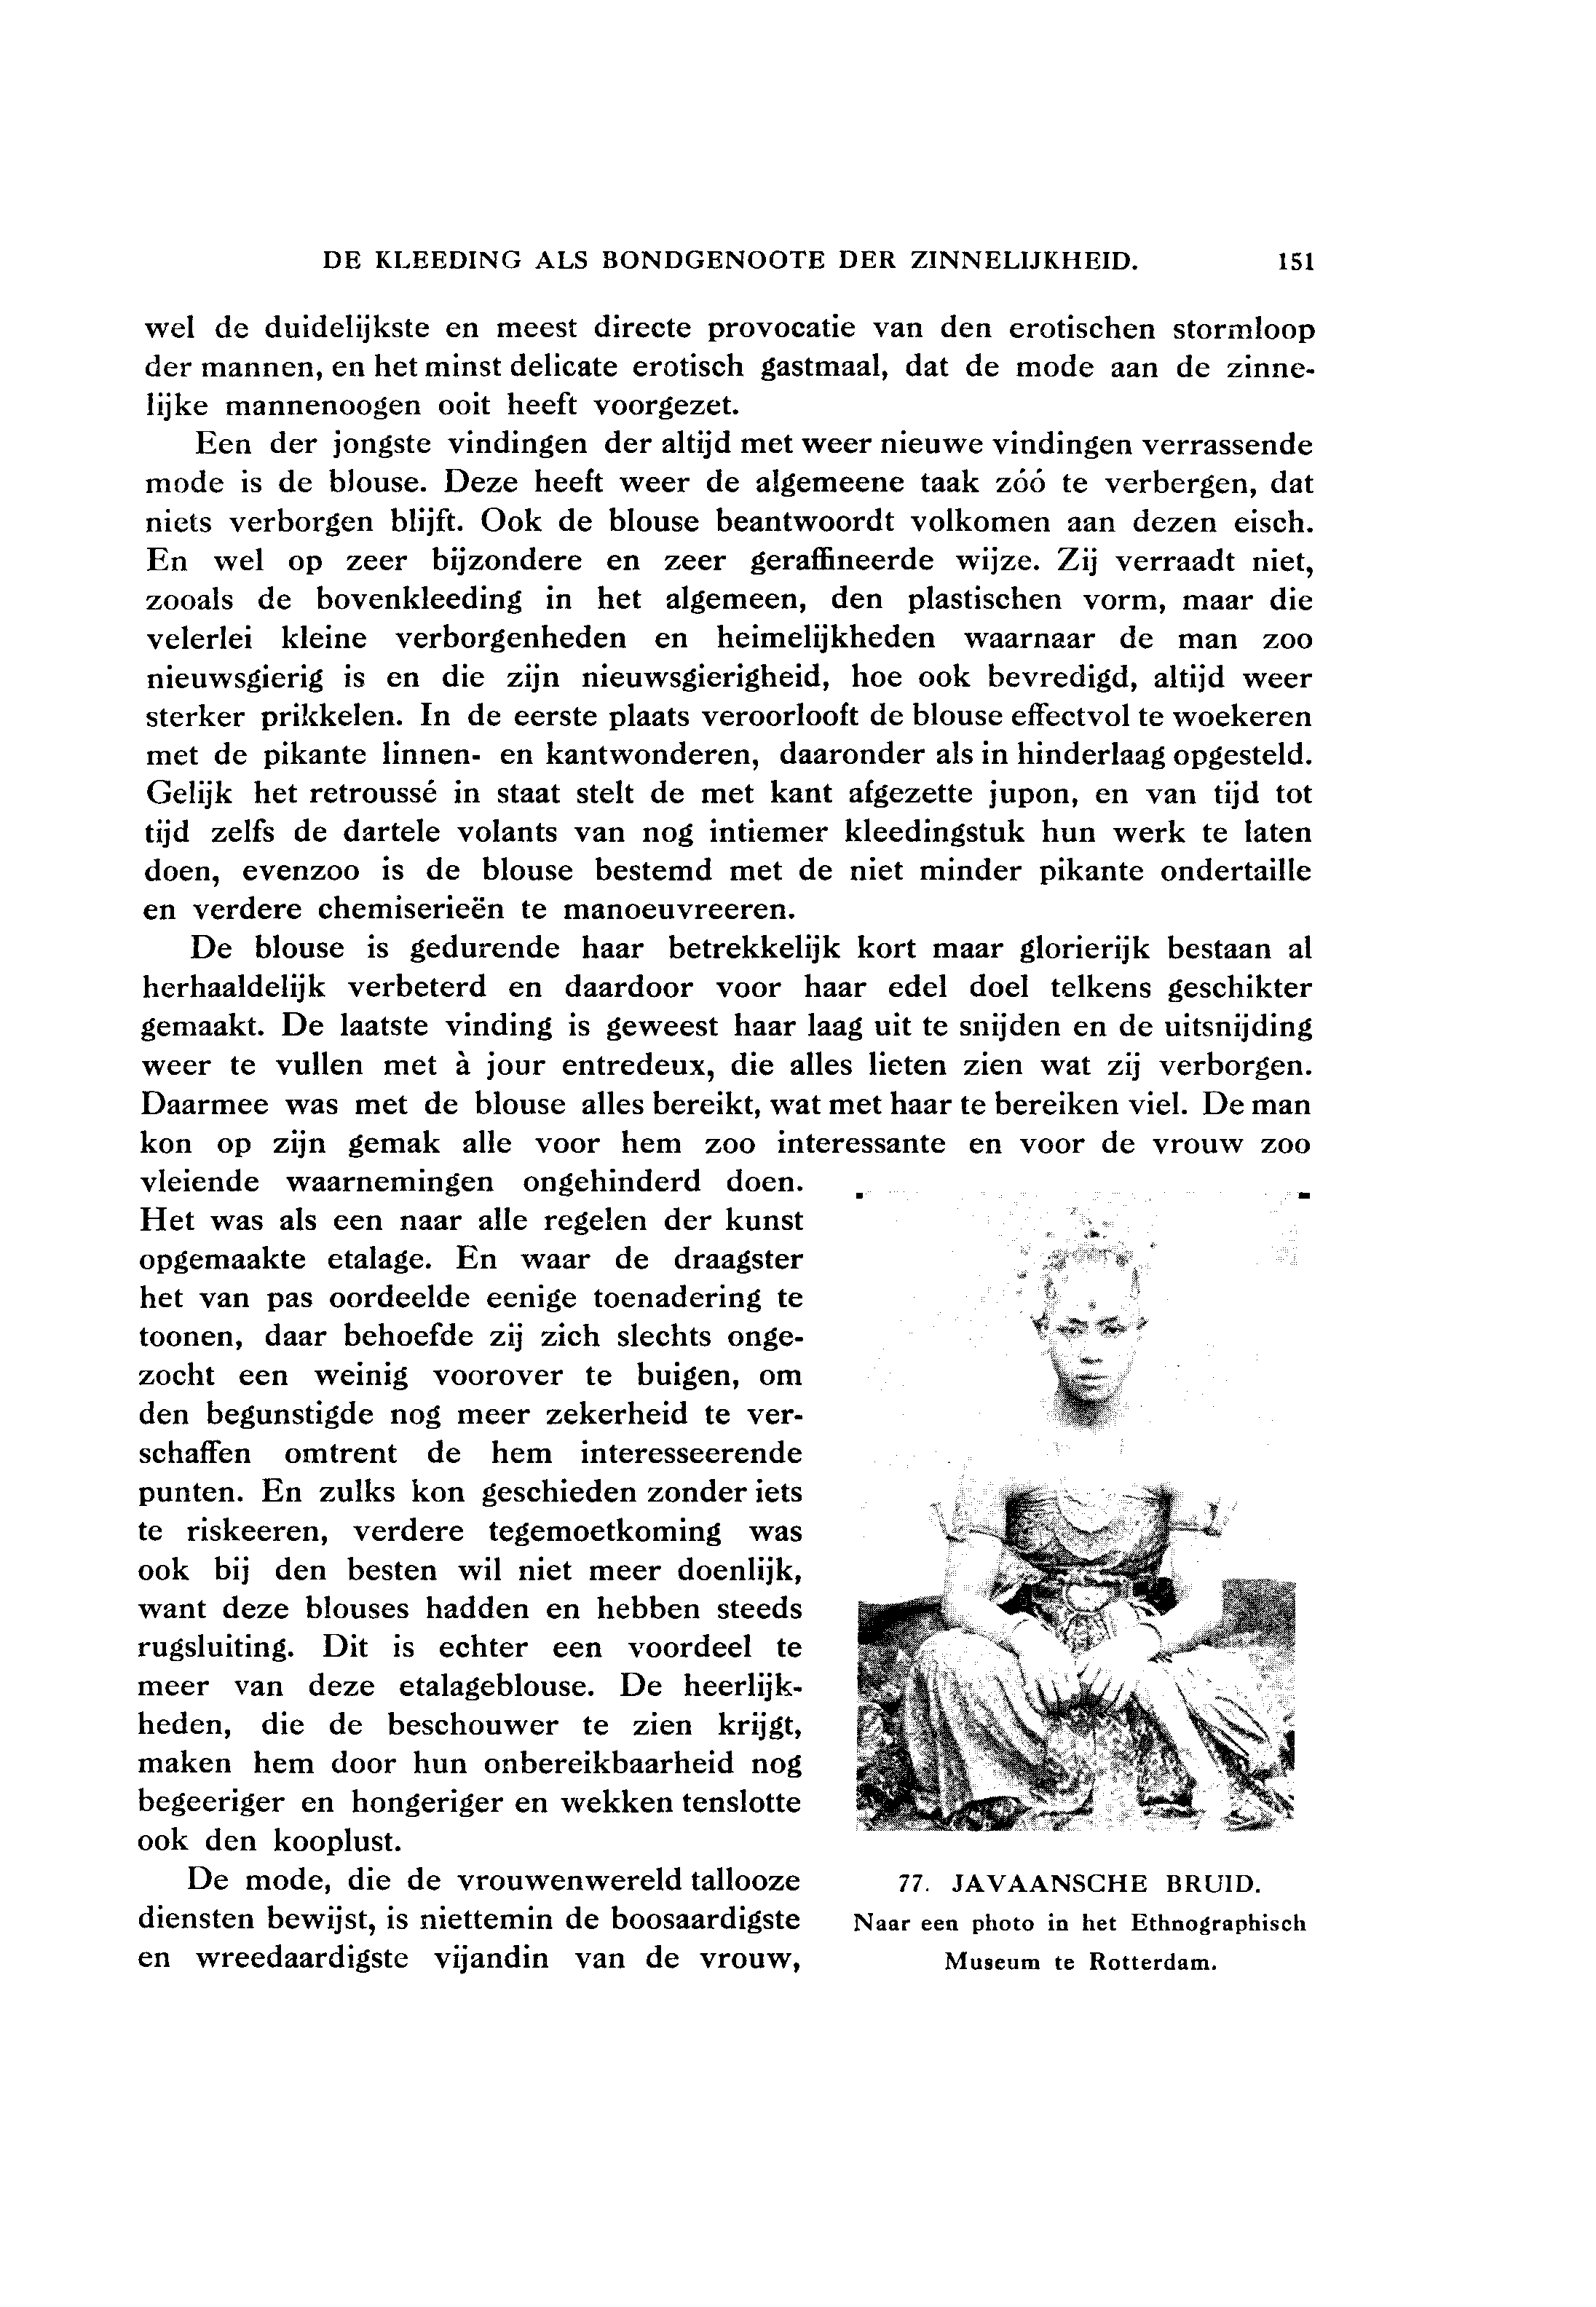 DE KLEEDING ALS BONDGENOOTE DER ZINNELIJKHEID. 151
wel de duidelijkste en meest directe provocatie van den erotischen stormloop
der mannen, en het minst delicate erotisch gastmaal, dat de mode aan de zinne-
lijke mannenoogen ooit heeft voorgezet.
Een der jongste vindingen der altijd met weer nieuwe vindingen verrassende
mode is de blouse. Deze heeft weer de algemeene taak zóó te verbergen, dat
niets verborgen blijft. Ook de blouse beantwoordt volkomen aan dezen eisch.
En wel op zeer bijzondere en zeer geraffineerde wijze. Zij verraadt niet,
zooals de bovenkleeding in het algemeen, den plastischen vorm, maar die
velerlei kleine verborgenheden en heimelijkheden waarnaar de man zoo
nieuwsgierig is en die zijn nieuwsgierigheid, hoe ook bevredigd, altijd weer
sterker prikkelen. In de eerste plaats veroorlooft de blouse effectvol te woekeren
met de pikante linnen- en kantwonderen, daaronder als in hinderlaag opgesteld.
Gelijk het retroussé in staat stelt de met kant afgezette jupon, en van tijd tot
tijd zelfs de dartele volants van nog intiemer kleedingstuk hun werk te laten
doen, evenzoo is de blouse bestemd met de niet minder pikante ondertaille
en verdere chemiserieën te manoeuvreeren.
De blouse is gedurende haar betrekkelijk kort maar glorierijk bestaan al
herhaaldelijk verbeterd en daardoor voor haar edel doel telkens geschikter
gemaakt. De laatste vinding is geweest haar laag uit te snijden en de uitsnijding
weer te vullen met à jour entredeux, die alles lieten zien wat zij verborgen.
Daarmee was met de blouse alles bereikt, wat met haar te bereiken viel. De man
kon op zijn gemak alle voor hem zoo interessante en voor de vrouw zoo
vleiende waarnemingen ongehinderd doen.
Het was als een naar alle regelen der kunst
opgemaakte etalage. En waar de draagster
het van pas oordeelde eenige toenadering te
toonen, daar behoefde zij zich slechts onge-
zocht een weinig voorover te buigen, om
den begunstigde nog meer zekerheid te ver-
schaffen omtrent de hem interesseerende
punten. En zulks kon geschieden zonder iets
te riskeeren, verdere tegemoetkoming was
ook bij den besten wil niet meer doenlijk,
want deze blouses hadden en hebben steeds
rugsluiting. Dit is echter een voordeel te
meer van deze etalageblouse. De heerlijk-
heden, die de beschouwer te zien krijgt,
maken hem door hun onbereikbaarheid nog
begeeriger en hongeriger en wekken tenslotte
ook den kooplust.
De mode, die de vrouwenwereld tallooze
diensten bewijst, is niettemin de boosaardigste
en wreedaardigste vijandin van de vrouw,
77. JAVAANSCHE BRUID.
Naar een photo in het Ethnographisch
Museum te Rotterdam.